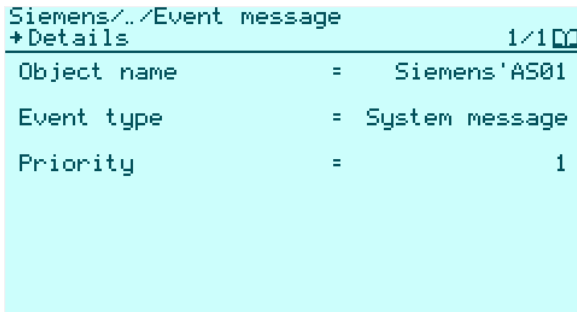 Siemens/../Event message
→Details 1/1
Object name = Siemens'AS01
Event type = System message
Priority = 1